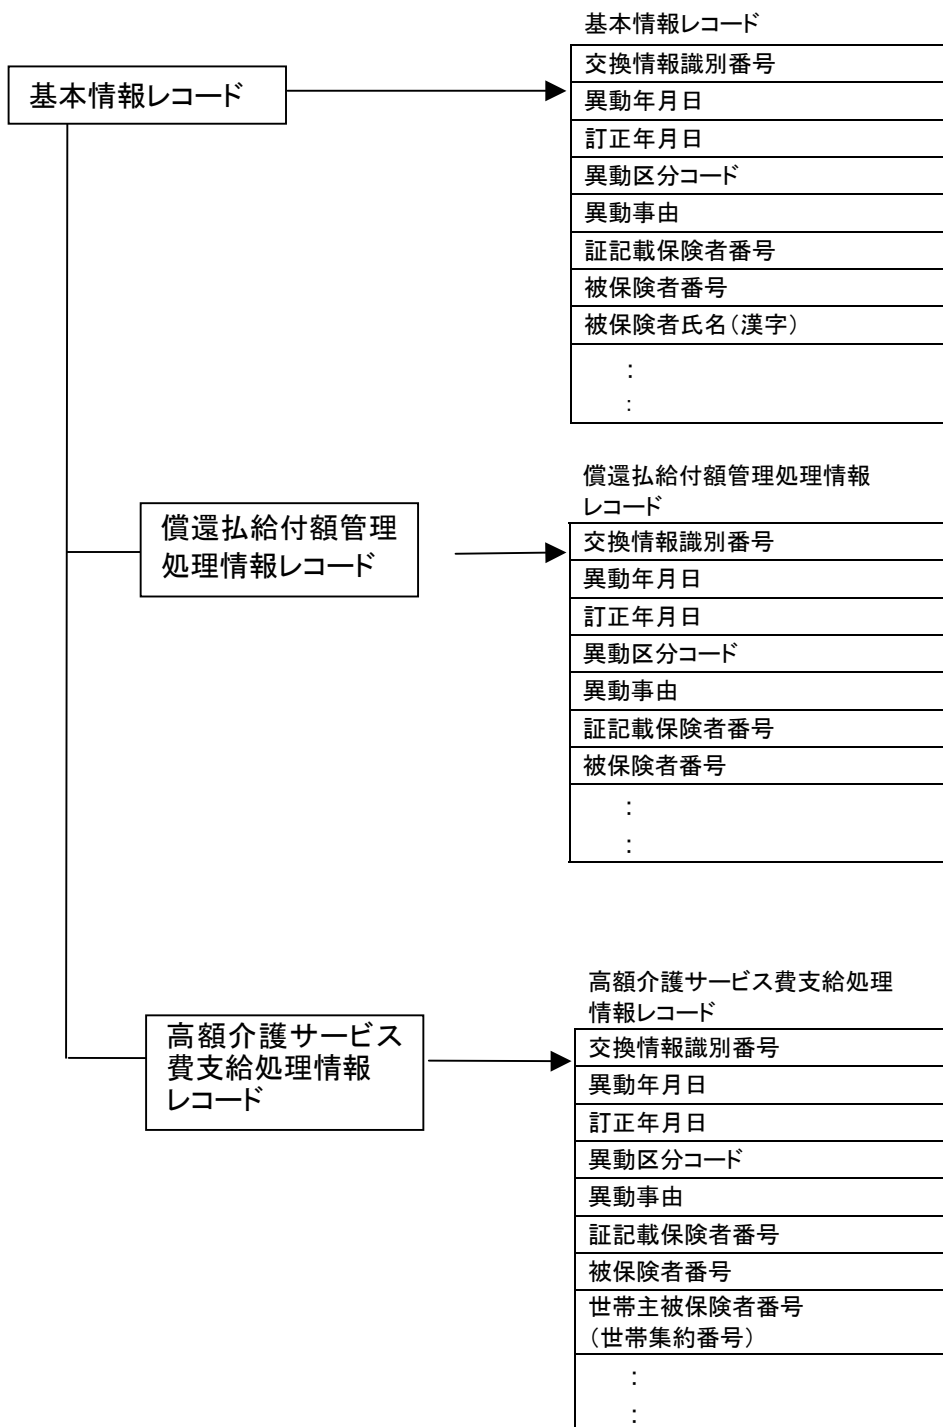 基本情報レコード
基本情報レコード
交換情報識別番号
異動年月日
訂正年月日
異動区分コード
異動事由
証記載保険者番号
被保険者番号
被保険者氏名(漢字)
:
:
償還払給付額管理
処理情報レコード
償還払給付額管理処理情報
レコード
交換情報識別番号
異動年月日
訂正年月日
異動区分コード
異動事由
証記載保険者番号
被保険者番号
:
:
高額介護サービス
費支給処理情報
レコード
高額介護サービス費支給処理
情報レコード
交換情報識別番号
異動年月日
訂正年月日
異動区分コード
異動事由
証記載保険者番号
被保険者番号
世帯主被保険者番号
(世帯集約番号)
:
: